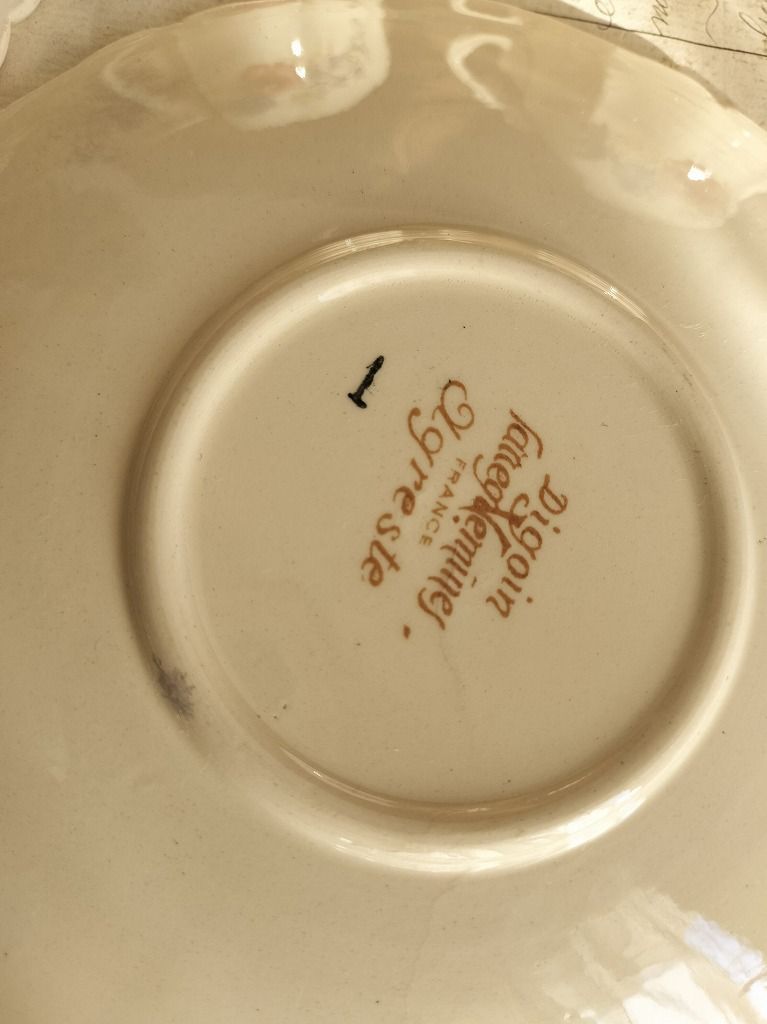 Digoin
Sarreguemines.
FRANCE
Agreste
1